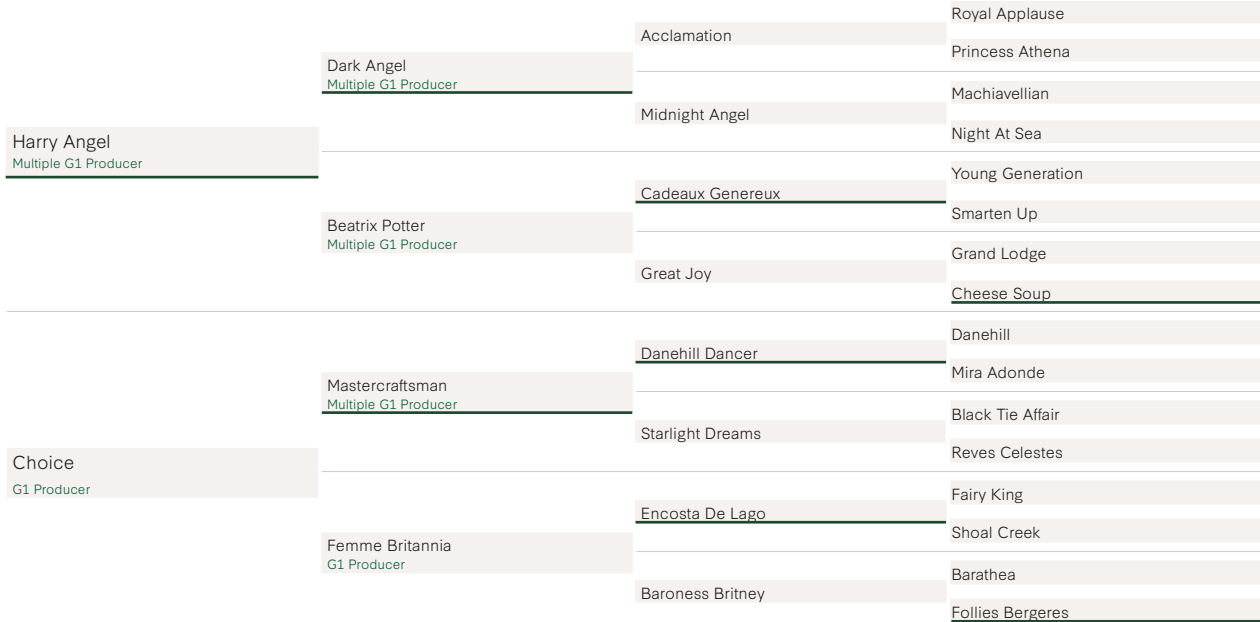 Royal Applause
Acclamation
Princess Athena
Dark Angel
Multiple G1 Producer
Machiavellian
Midnight Angel
Night At Sea
Harry Angel
Multiple G1 Producer
Young Generation
Cadeaux Genereux
Smarten Up
Beatrix Potter
Multiple G1 Producer
Grand Lodge
Great Joy
Cheese Soup
Danehill
Danehill Dancer
Mira Adonde
Mastercraftsman
Multiple G1 Producer
Black Tie Affair
Starlight Dreams
Reves Celestes
Choice
G1 Producer
Fairy King
Encosta De Lago
Shoal Creek
Femme Britannia
G1 Producer
Barathea
Baroness Britney
Follies Bergeres